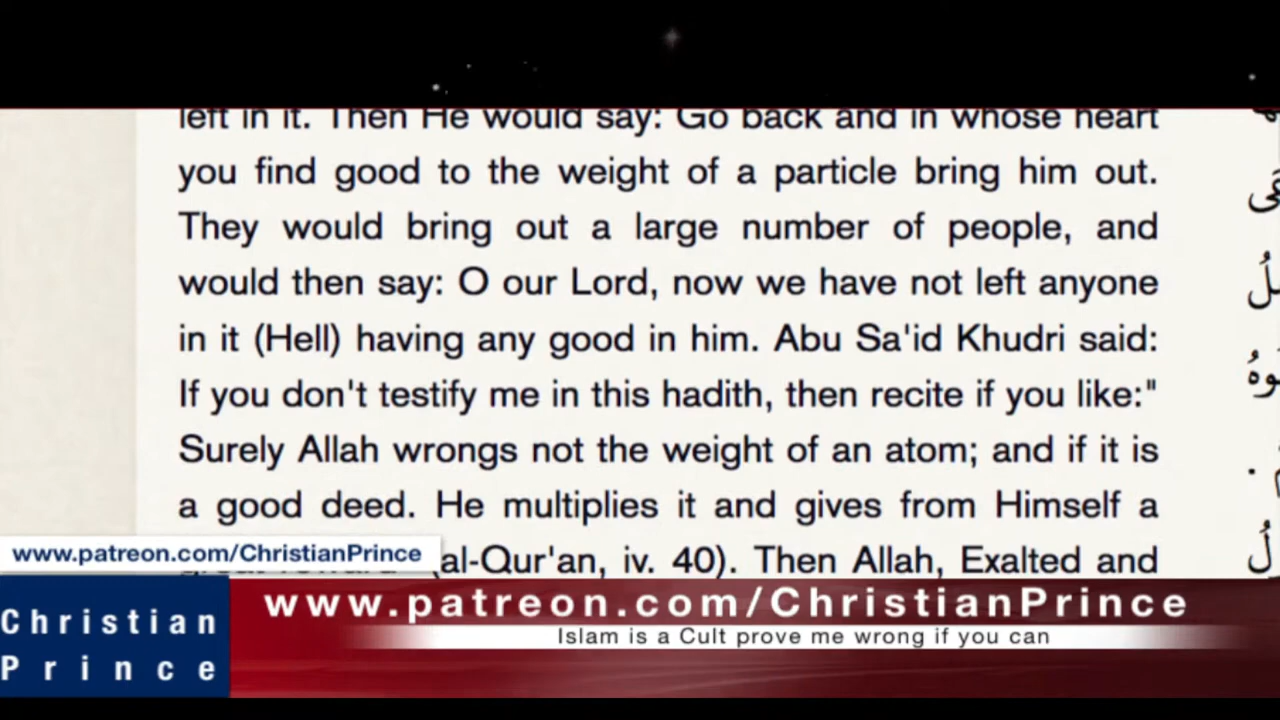 left in it. Then He would say: Go back and in whose heart
you find good to the weight of a particle bring him out.
They would bring out a large number of people, and
would then say: O our Lord, now we have not left anyone
in it (Hell) having any good in him. Abu Sa'id Khudri said:
If you don't testify me in this hadith, then recite if you like:"
Surely Allah wrongs not the weight of an atom; and if it is
a good deed. He multiplies it and gives from Himself a
(al-Qur'an, iv. 40). Then Allah, Exalted and
www.patreon.com/ChristianPrince
Christian
Prince
www.patreon.com/ChristianPrince
Islam is a Cult prove me wrong if you can